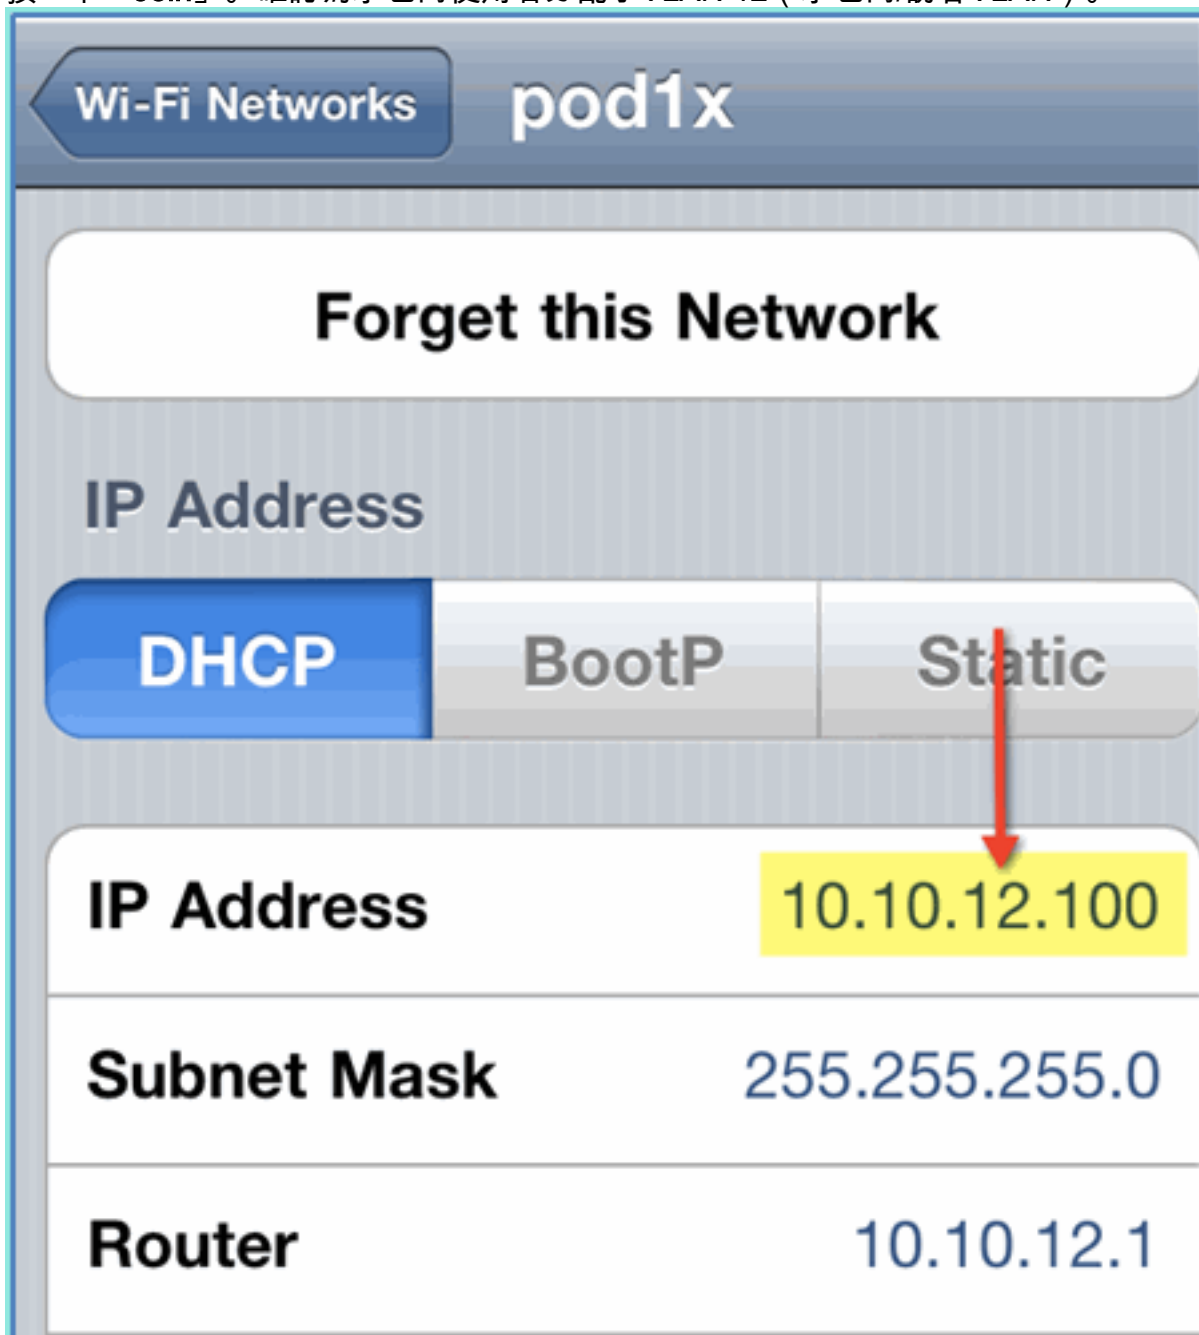 Wi-Fi Networks pod1x
Forget this Network
IP Address
DHCP BootP Static
IP Address 10.10.12.100
Subnet Mask 255.255.255.0
Router 10.10.12.1